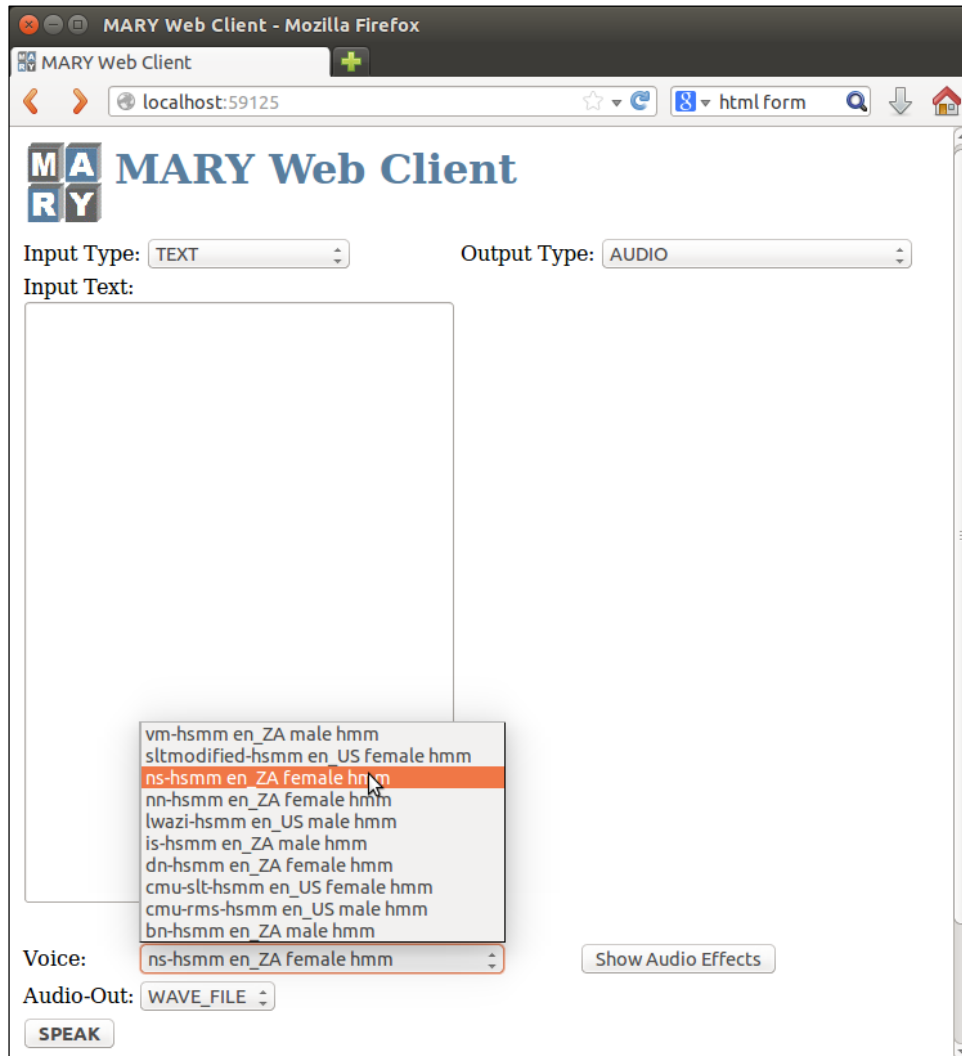 MARY Web Client - Mozilla Firefox
MARY Web Client
localhost:59125 html form
MA
RY
MARY Web Client
Input Type: TEXT Output Type: AUDIO
Input Text:
vm-hsmm en_ZA male hmm
sltmodified-hsmm en_US female hmm
ns-hsmm en_ZA female hmm
nn-hsmm en_ZA female hmm
lwazi-hsmm en_US male hmm
is-hsmm en_ZA male hmm
dn-hsmm en_ZA female hmm
cmu-slt-hsmm en_US female hmm
cmu-rms-hsmm en_US male hmm
bn-hsmm en_ZA male hmm
Voice: ns-hsmm en_ZA female hmm Show Audio Effects
Audio-Out: WAVE_FILE
SPEAK